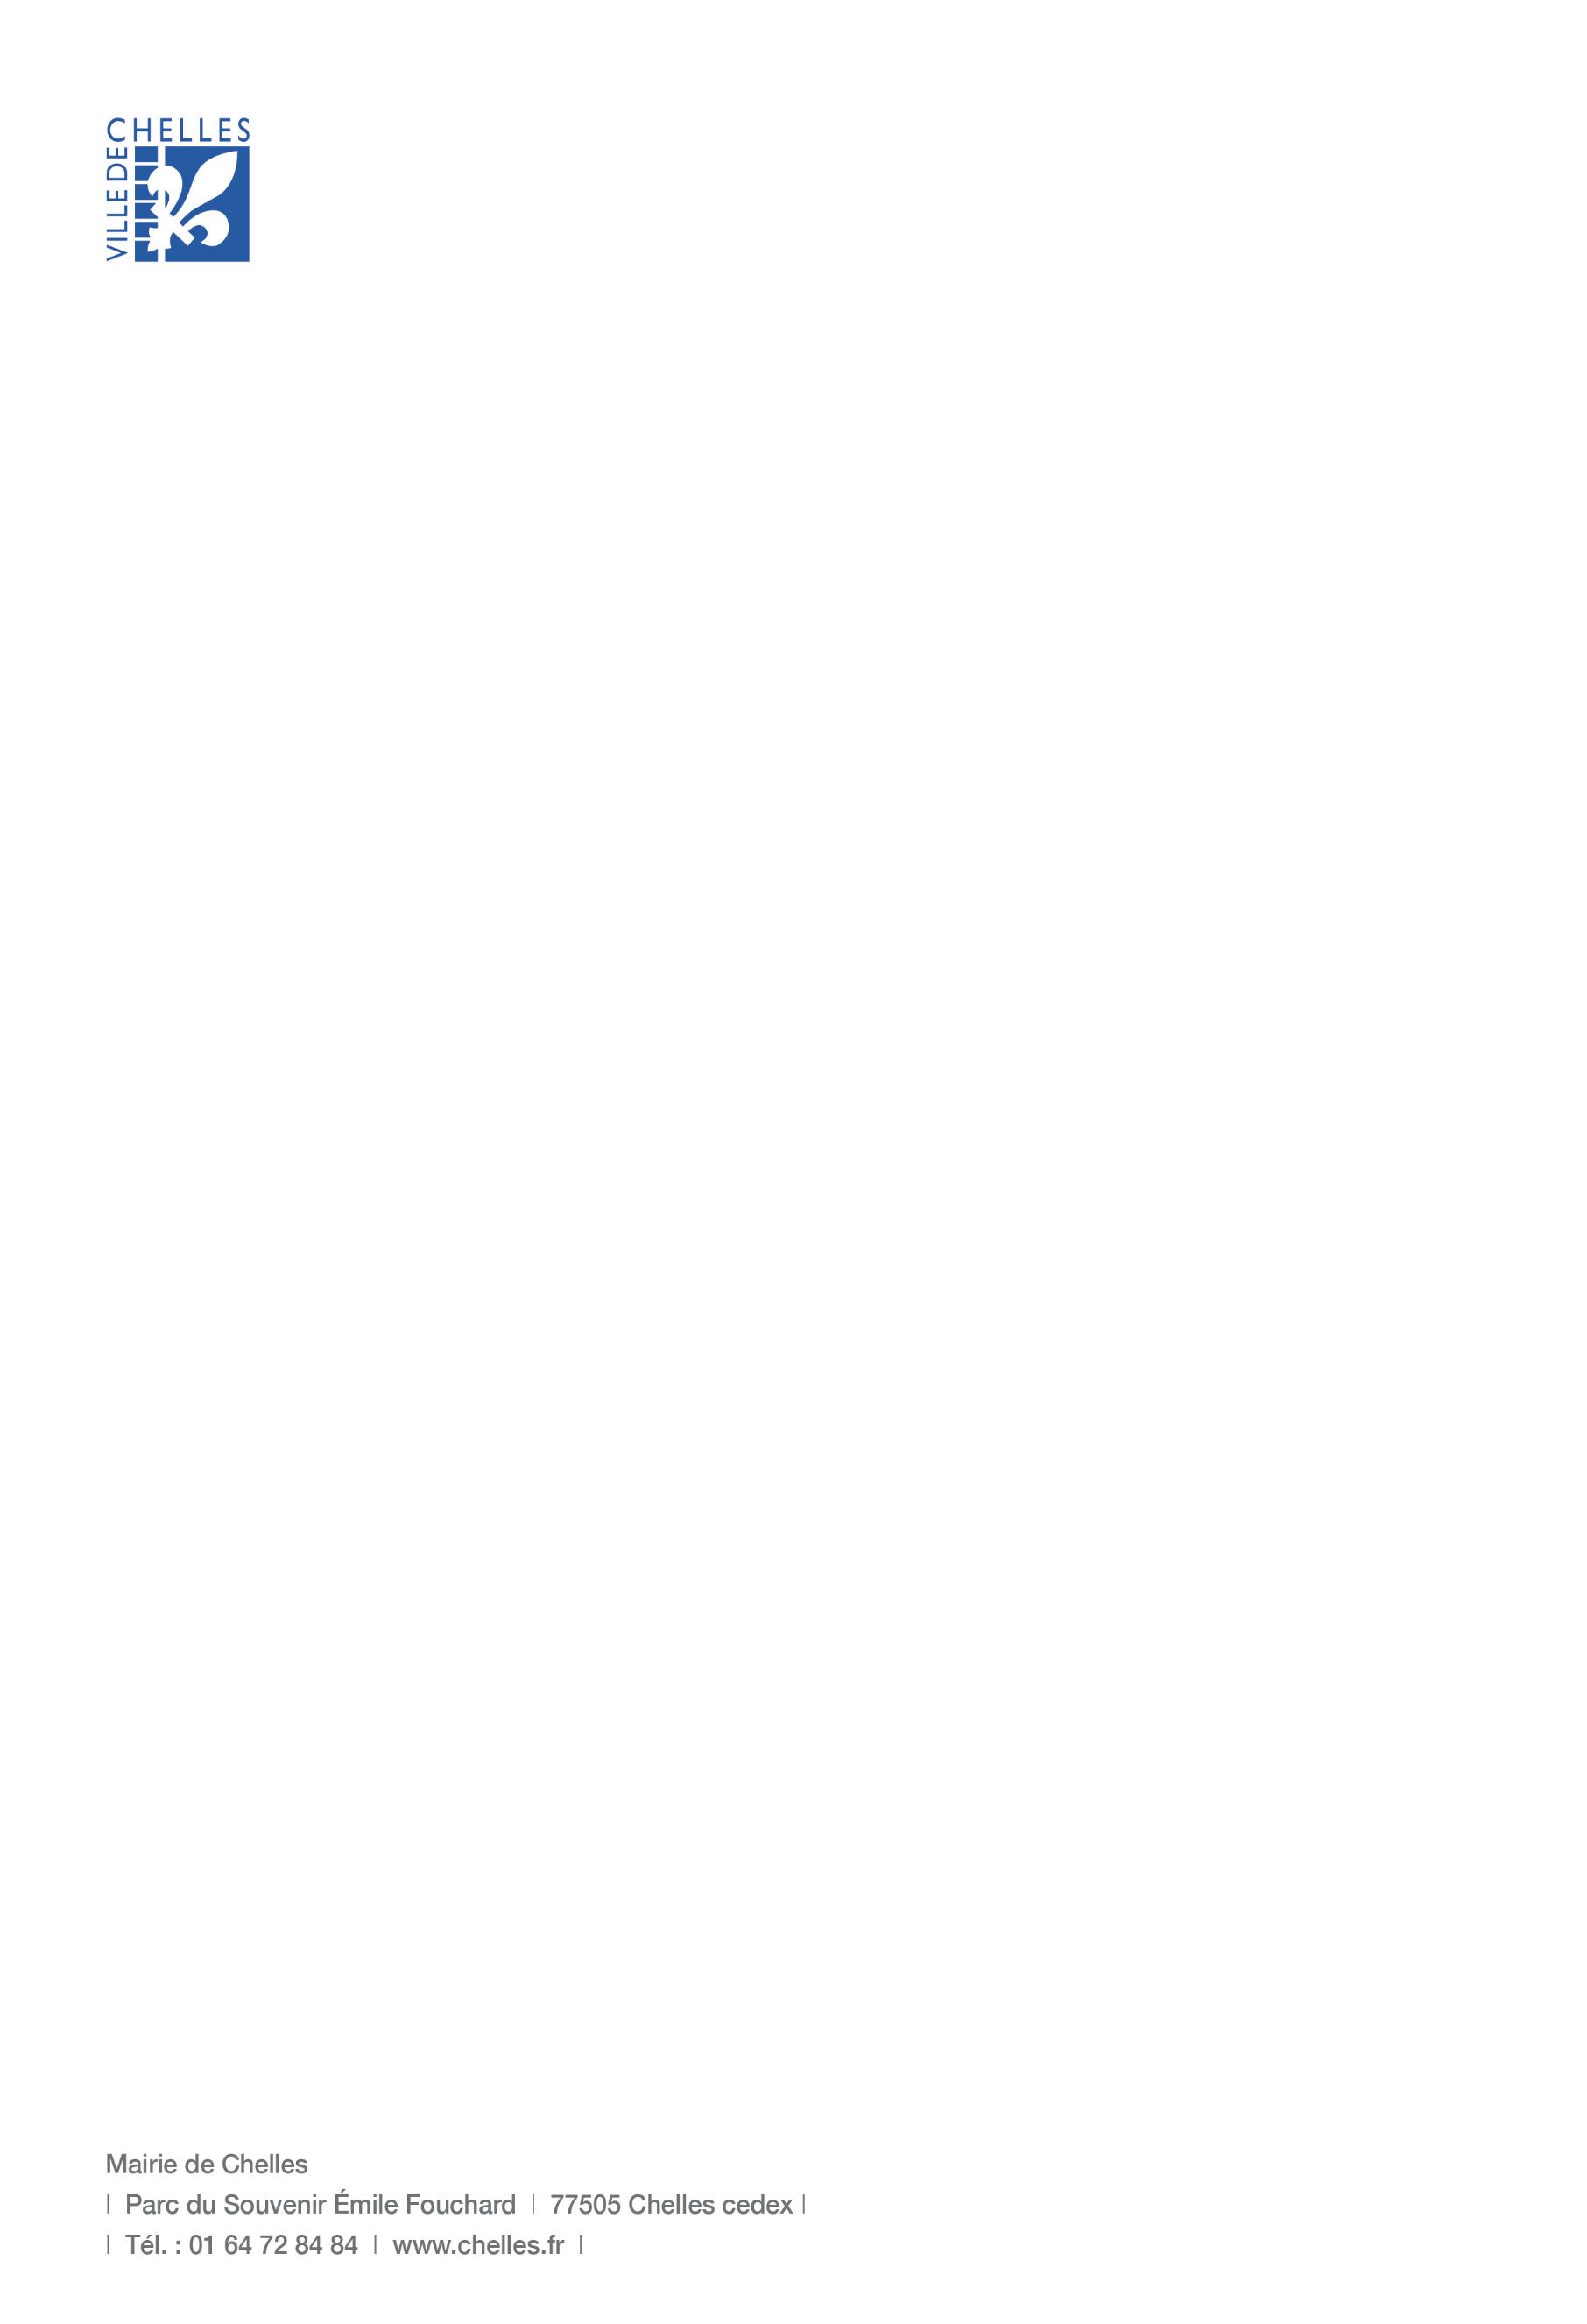 VILLE DE CHELLES
Mairie de Chelles
| Parc du Souvenir Émile Fouchard | 77505 Chelles cedex |
| Tél. : 01 64 72 84 84 | www.chelles.fr |